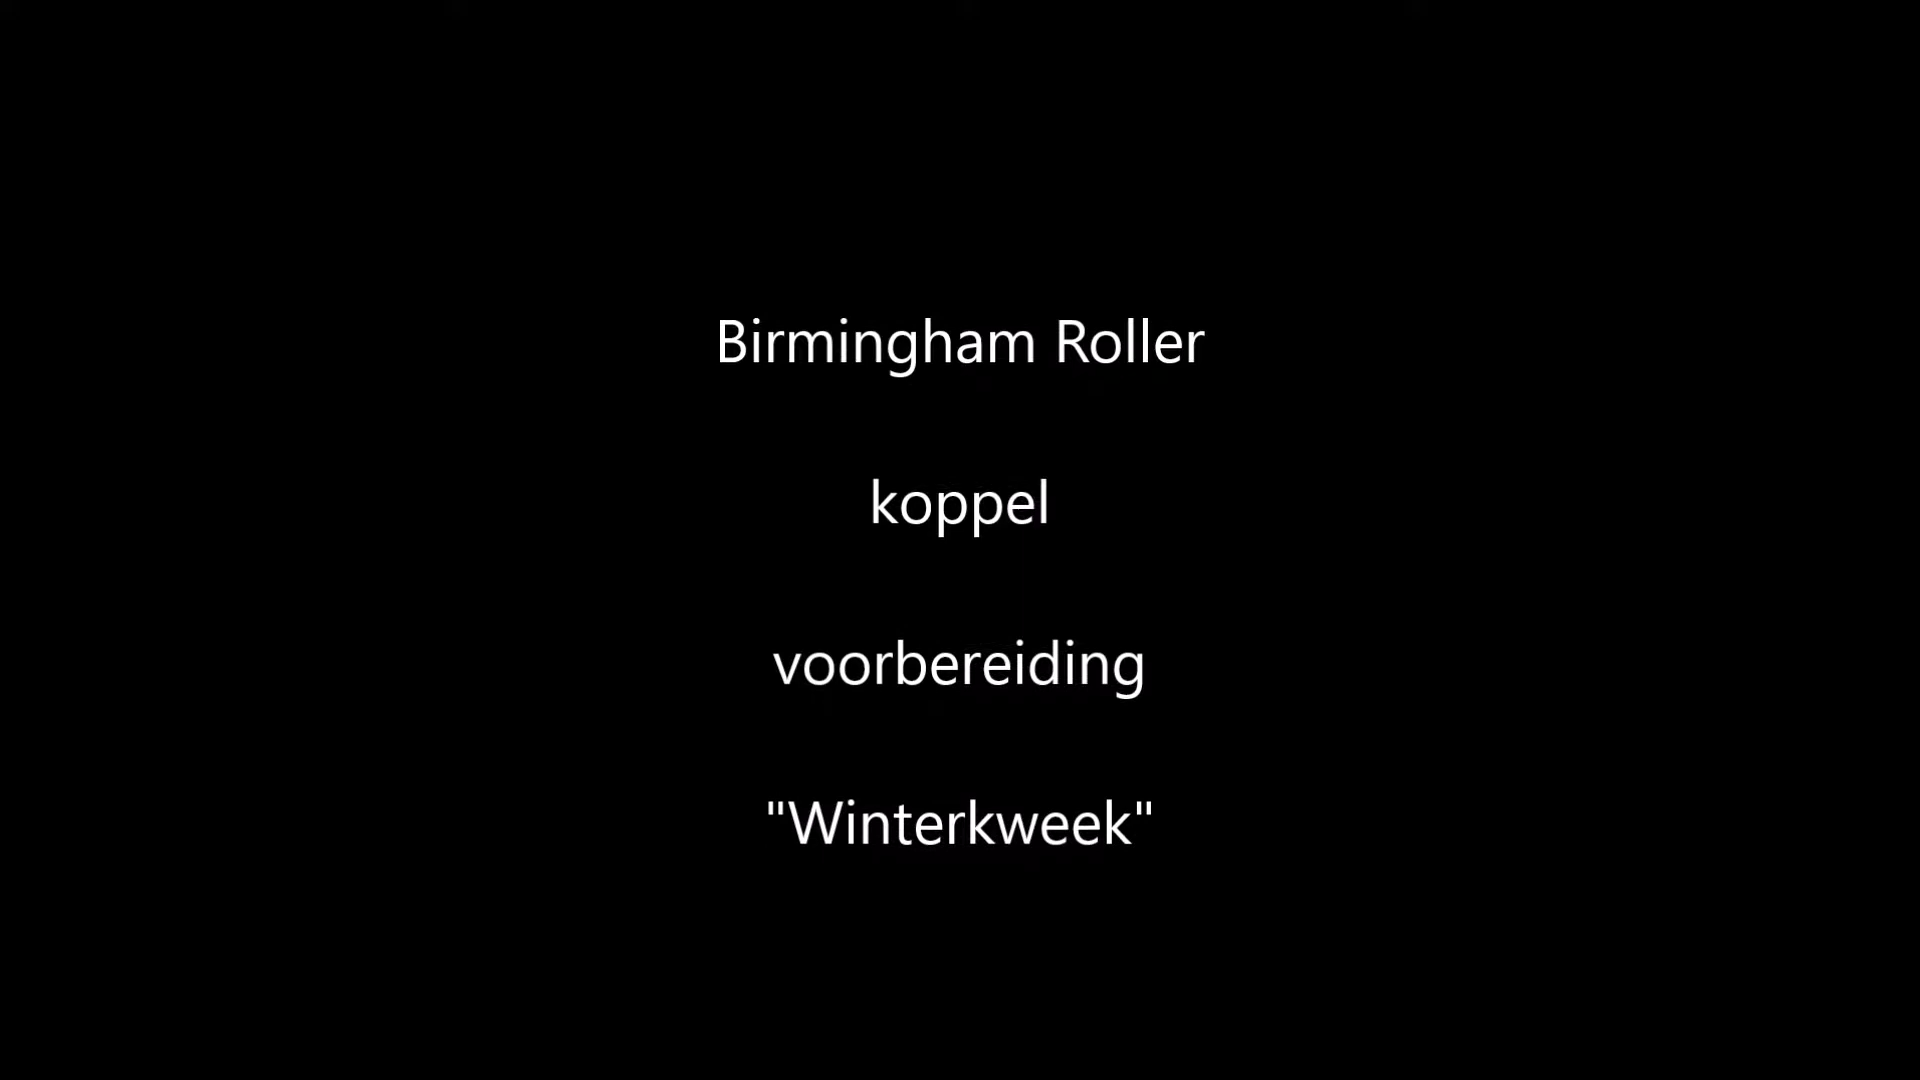 Birmingham Roller
koppel
voorbereiding
"Winterkweek"